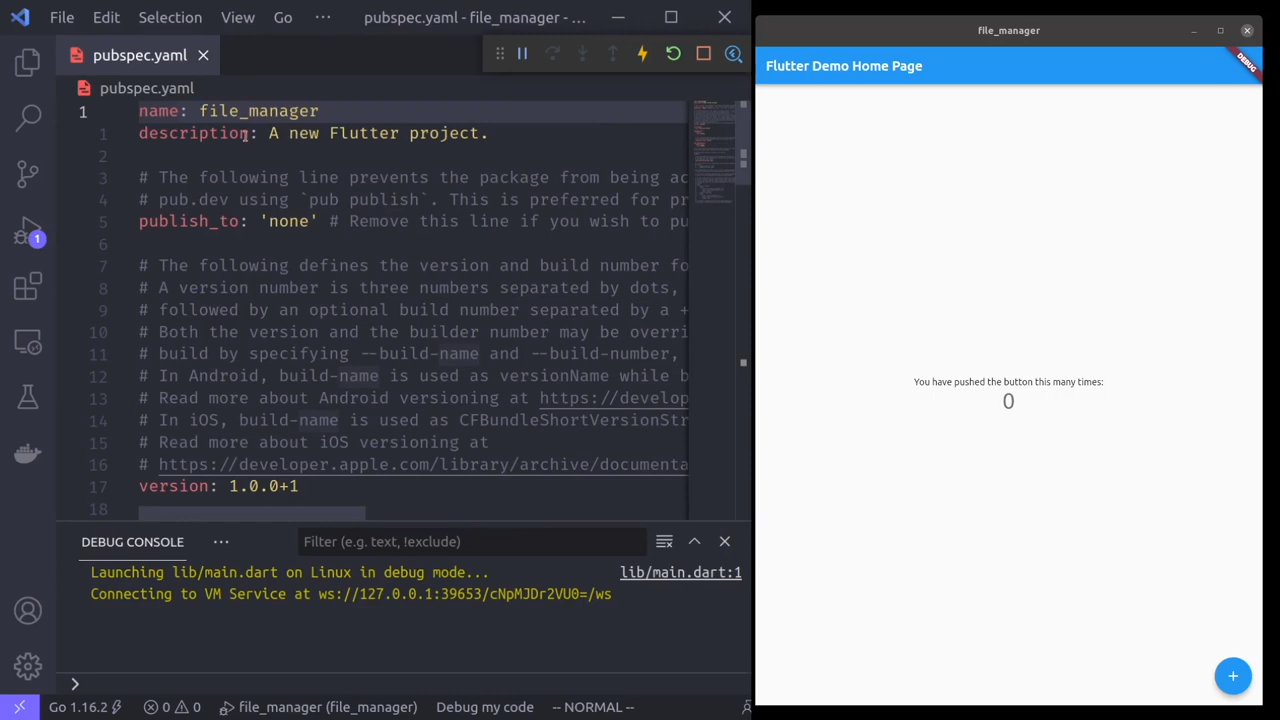 File Edit Selection View Go ··· pubspec.yaml - file_manager - ...
pubspec.yaml
pubspec.yaml
1 name: file_manager
1 description: A new Flutter project.
2
3 # The following line prevents the package from being ac
4 # pub.dev using `pub publish`. This is preferred for pr
5 publish_to: 'none' # Remove this line if you wish to pu
6
7 # The following defines the version and build number fo
8 # A version number is three numbers separated by dots,
9 # followed by an optional build number separated by a +
10 # Both the version and the builder number may be overri
11 # build by specifying --build-name and --build-number,
12 # In Android, build-name is used as versionName while b
13 # Read more about Android versioning at https://develop
14 # In iOS, build-name is used as CFBundleShortVersionStr
15 # Read more about iOS versioning at
16 # https://developer.apple.com/library/archive/documenta
17 version: 1.0.0+1
18
1
DEBUG CONSOLE ··· Filter (e.g. text, !exclude)
Launching lib/main.dart on Linux in debug mode... lib/main.dart:1
Connecting to VM Service at ws://127.0.0.1:39653/cNpMJDr2VU0=/ws
>
Go 1.16.2 0 0 file_manager (file_manager) Debug my code -- NORMAL --
file_manager
Flutter Demo Home Page
DEBUG
You have pushed the button this many times:
0
+